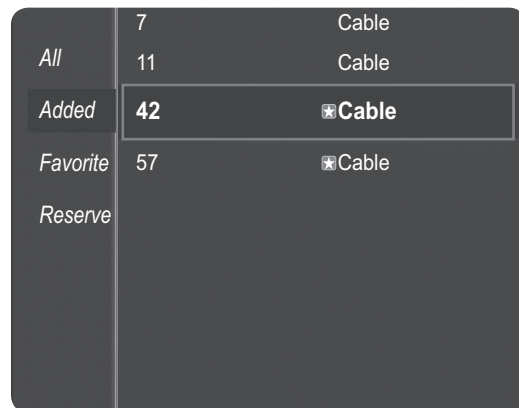 7 Cable
All
11 Cable
Added
42 Cable
Favorite
57 Cable
Reserve